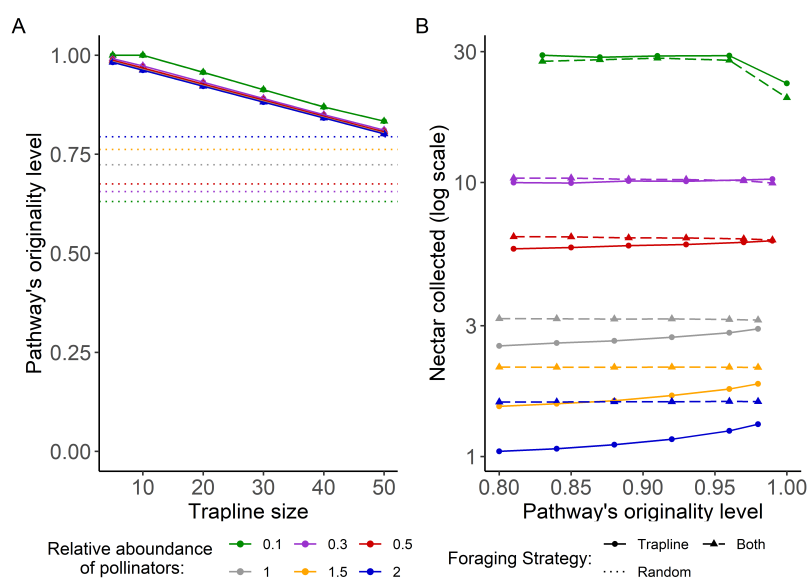 A
Pathway's originality level
1.00
0.75
0.50
0.25
0.00
10
20
30
40
50
Trapline size
B
Nectar collected (log scale)
30
10
3
1
0.80
0.85
0.90
0.95
1.00
Pathway's originality level
Relative aboundance
of pollinators:
0.1
0.3
0.5
1
1.5
2
Foraging Strategy:
Trapline
Both
Random